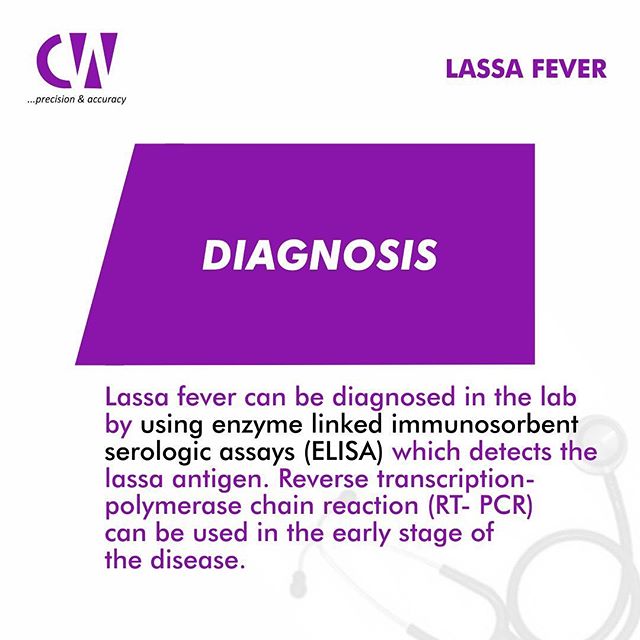 CW
...precision & accuracy
LASSA FEVER
DIAGNOSIS
Lassa fever can be diagnosed in the lab
by using enzyme linked immunosorbent
serologic assays (ELISA) which detects the
lassa antigen. Reverse transcription-
polymerase chain reaction (RT- PCR)
can be used in the early stage of
the disease.